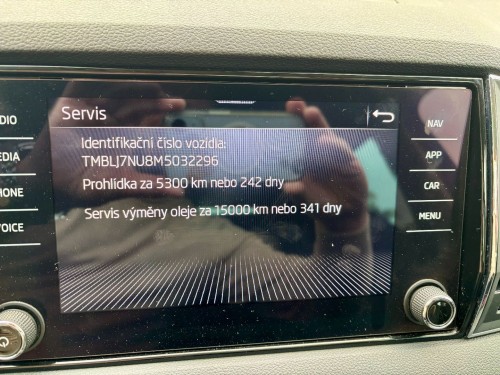 Servis
Identifikační číslo vozidla:
TMBLJ7NU8M5032296
Prohlídka za 5300 km nebo 242 dny
Servis výměny oleje za 15000 km nebo 341 dny
DIO
EDIA
HONE
VOICE
NAV
APP
CAR
MENU